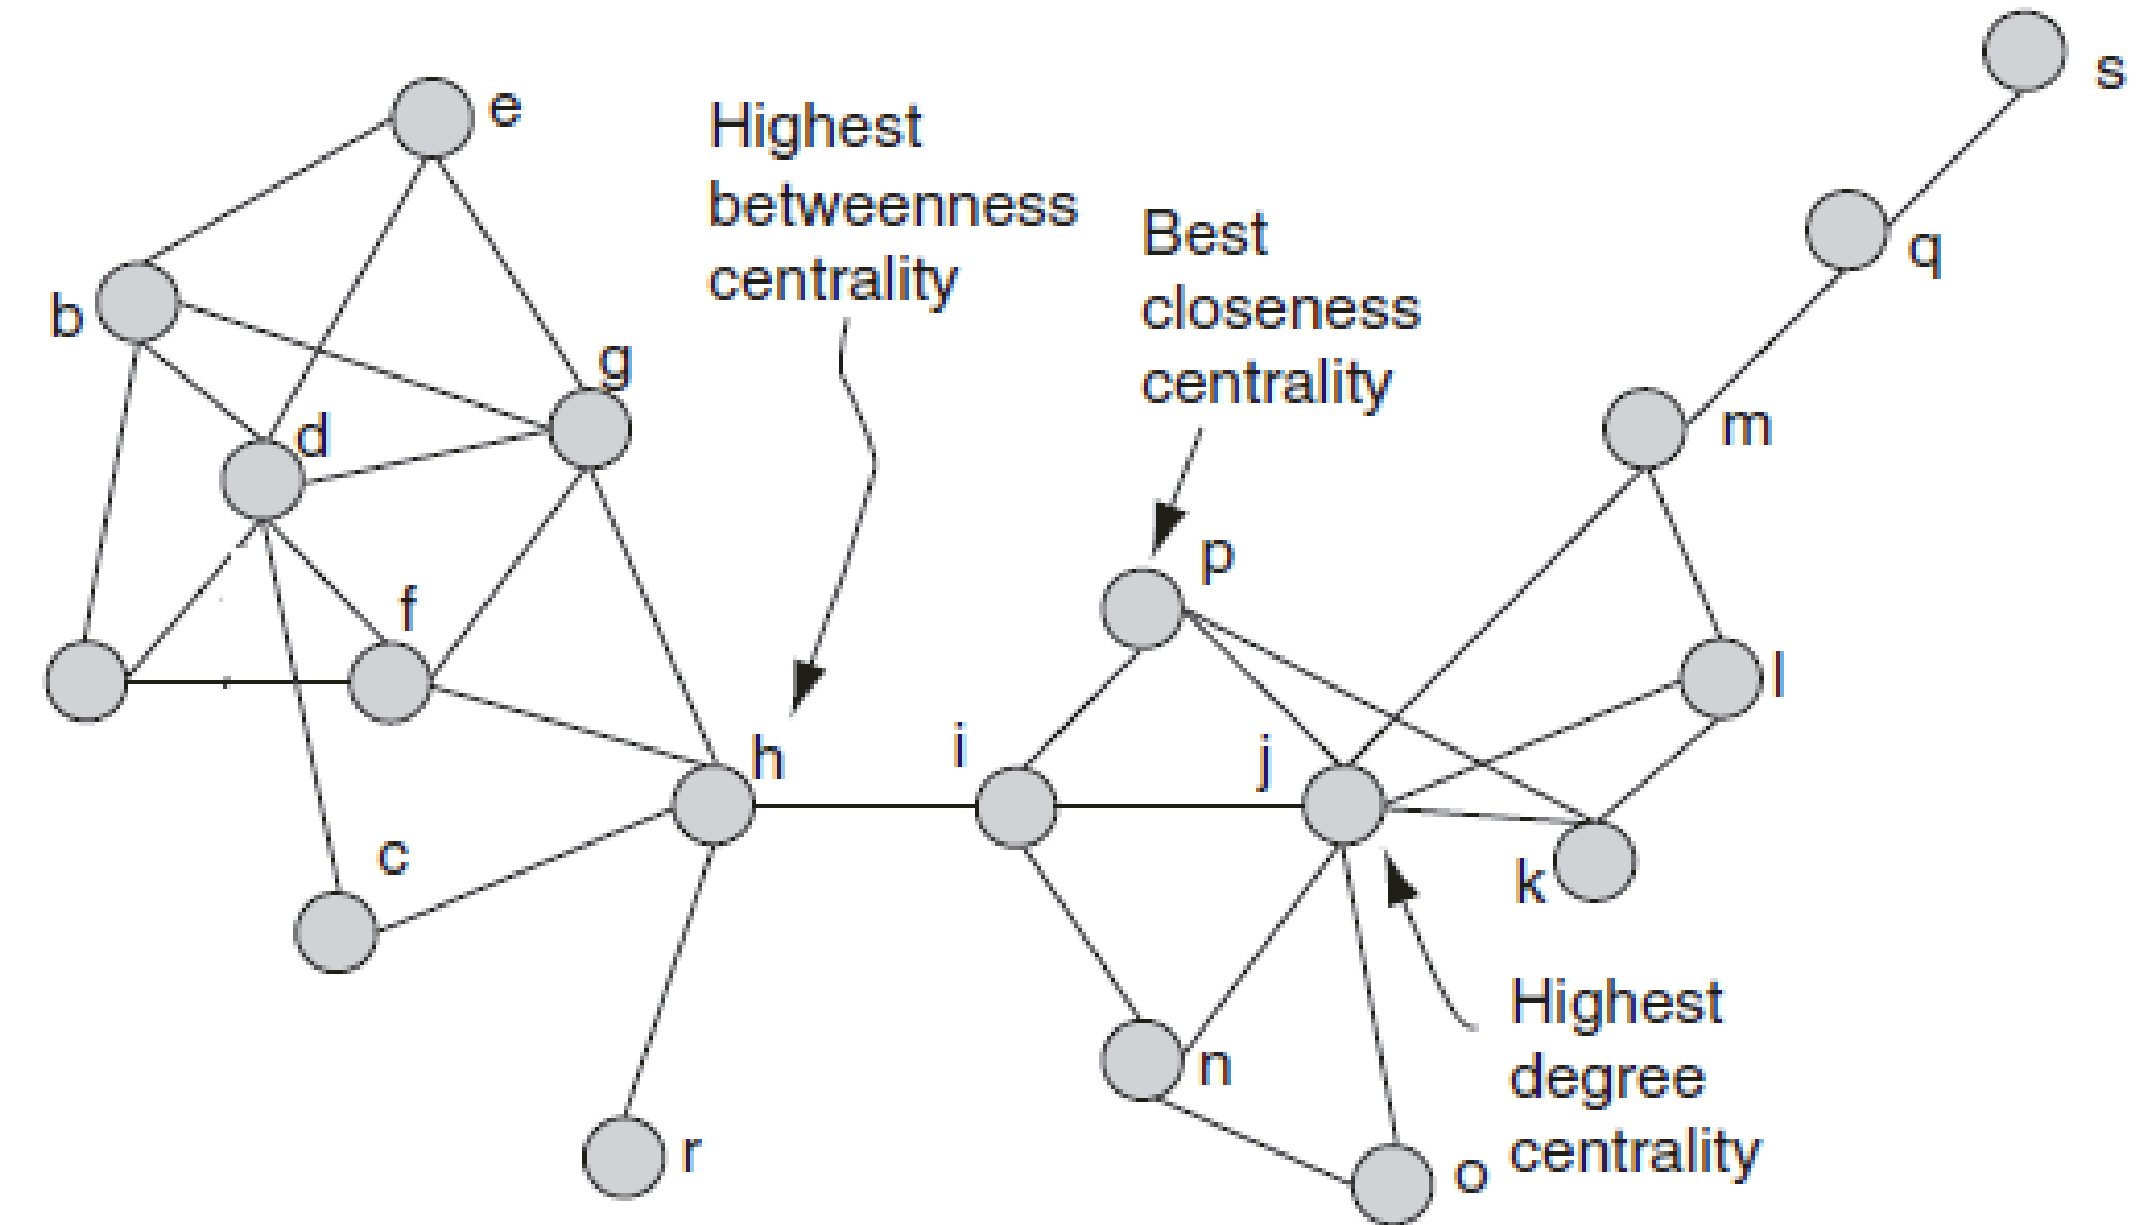 s
e
Highest
betweenness
centrality
Best
closeness
centrality
q
b
g
d
m
p
f
l
h
i
j
c
k
Highest
degree
centrality
n
r
o